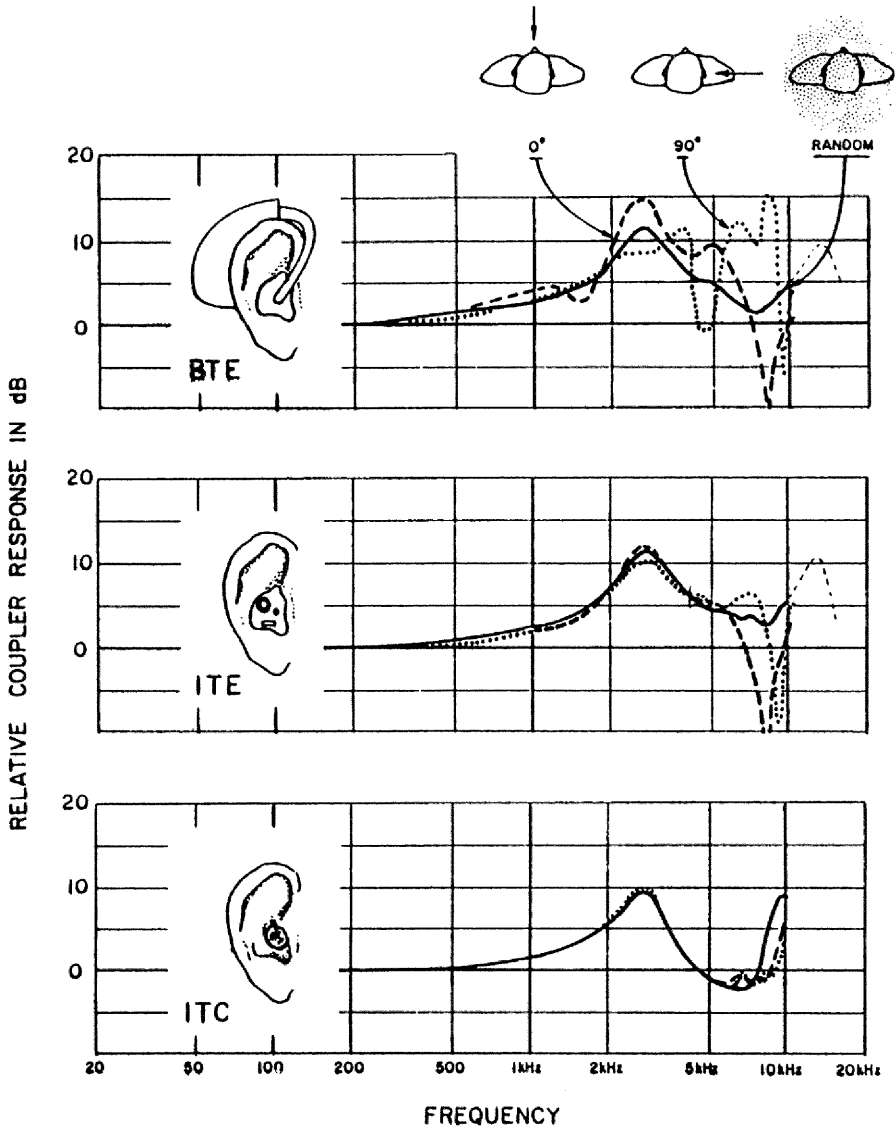 0° 90° RANDOM
20
10
0
BTE
20
10
0
ITE
20
10
0
ITC
20 50 100 200 500 1kHz 2kHz 5kHz 10kHz 20kHz
FREQUENCY
RELATIVE COUPLER RESPONSE IN dB